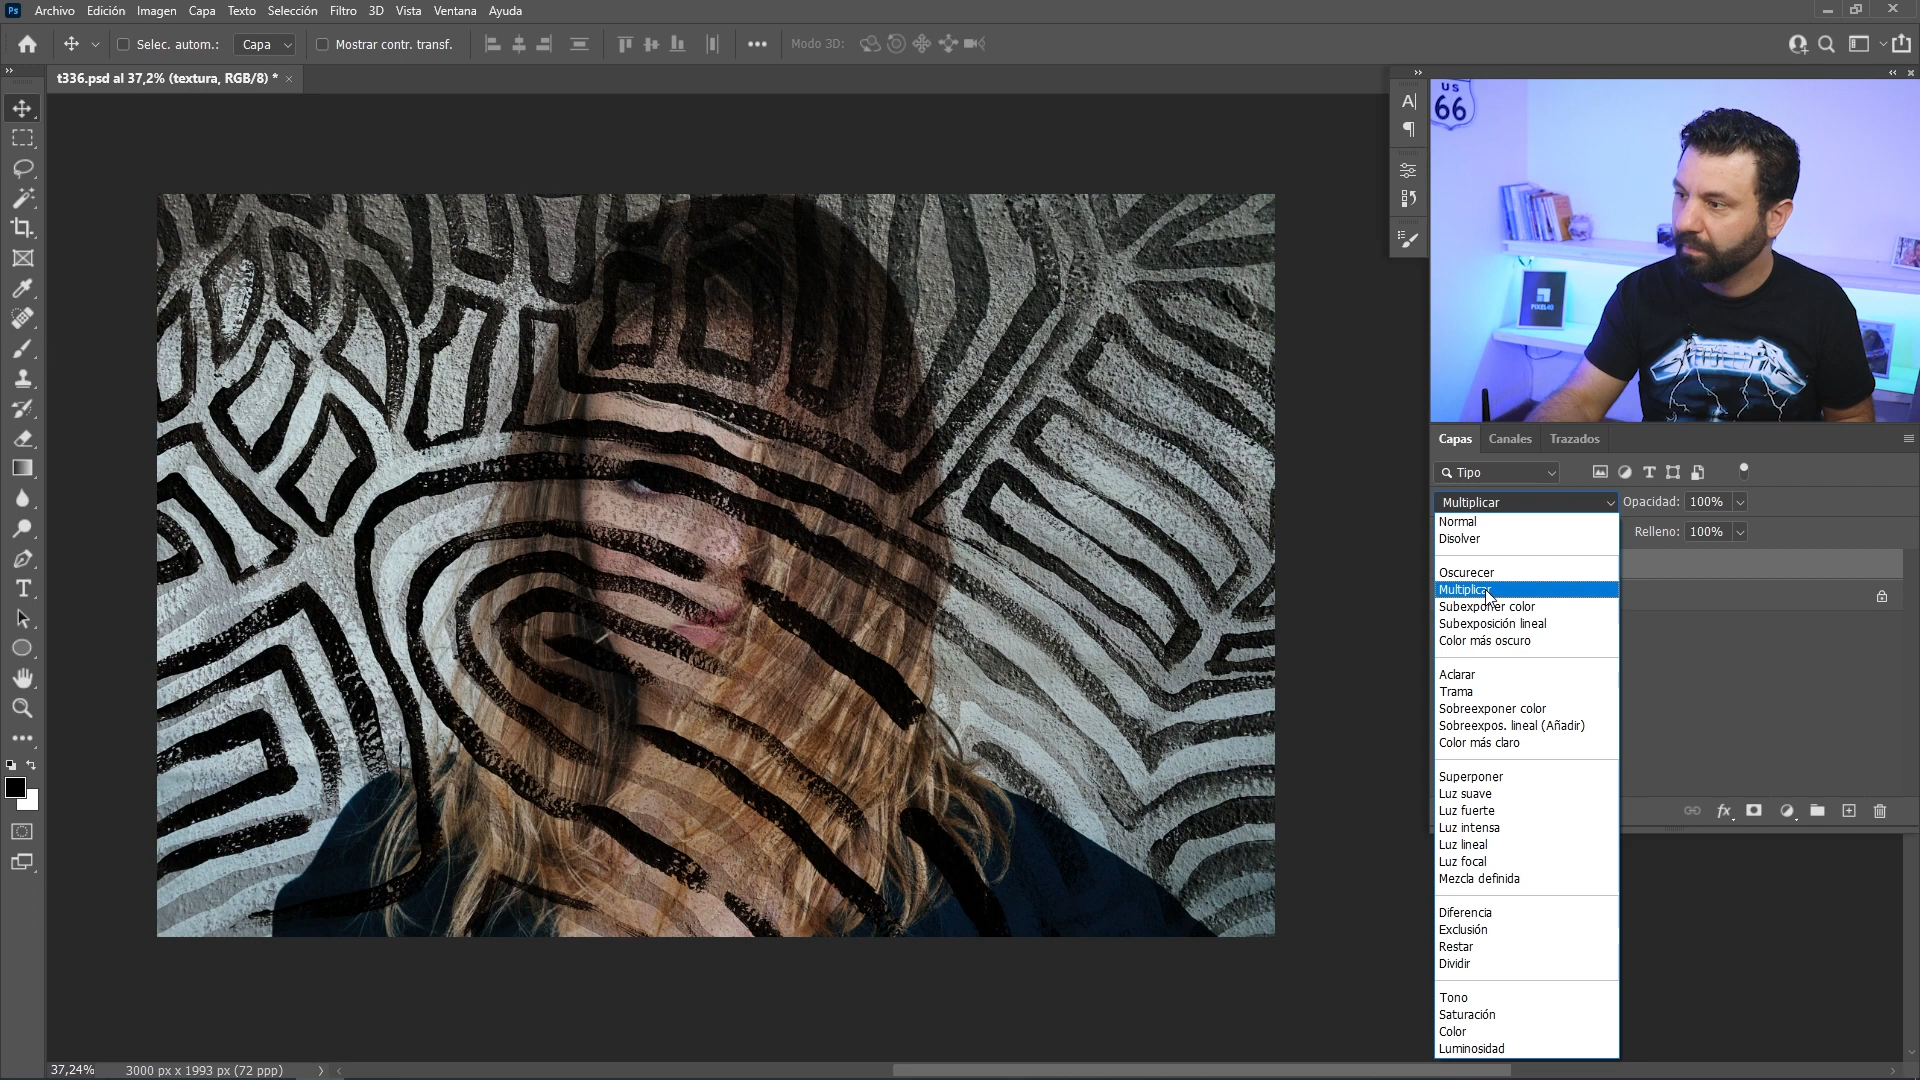 Ps Archivo Edición Imagen Capa Texto Selección Filtro 3D Vista Ventana Ayuda
Selec. autom.: Capa Mostrar contr. transf. ••• Modo 3D:
t336.psd al 37,2% (textura, RGB/8) * ×
US
66
PIXEL40
Capas Canales Trazados
Tipo
Multiplicar Opacidad: 100%
Normal
Relleno: 100%
Disolver
Oscurecer
Multiplicar
Subexponer color
Subexposición lineal
Color más oscuro
Aclarar
Trama
Sobreexponer color
Sobreexpos. lineal (Añadir)
Color más claro
Superponer
Luz suave
Luz fuerte
Luz intensa
Luz lineal
Luz focal
Mezcla definida
Diferencia
Exclusión
Restar
Dividir
Tono
Saturación
Color
Luminosidad
37,24% 3000 px x 1993 px (72 ppp)